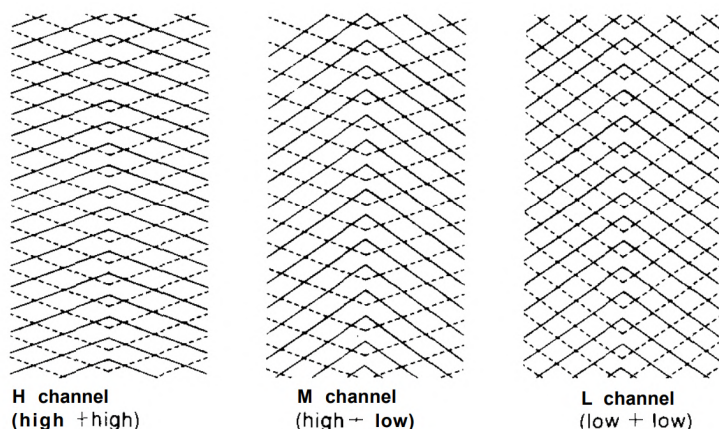 H channel
(high + high)
M channel
(high - low)
L channel
(low + low)